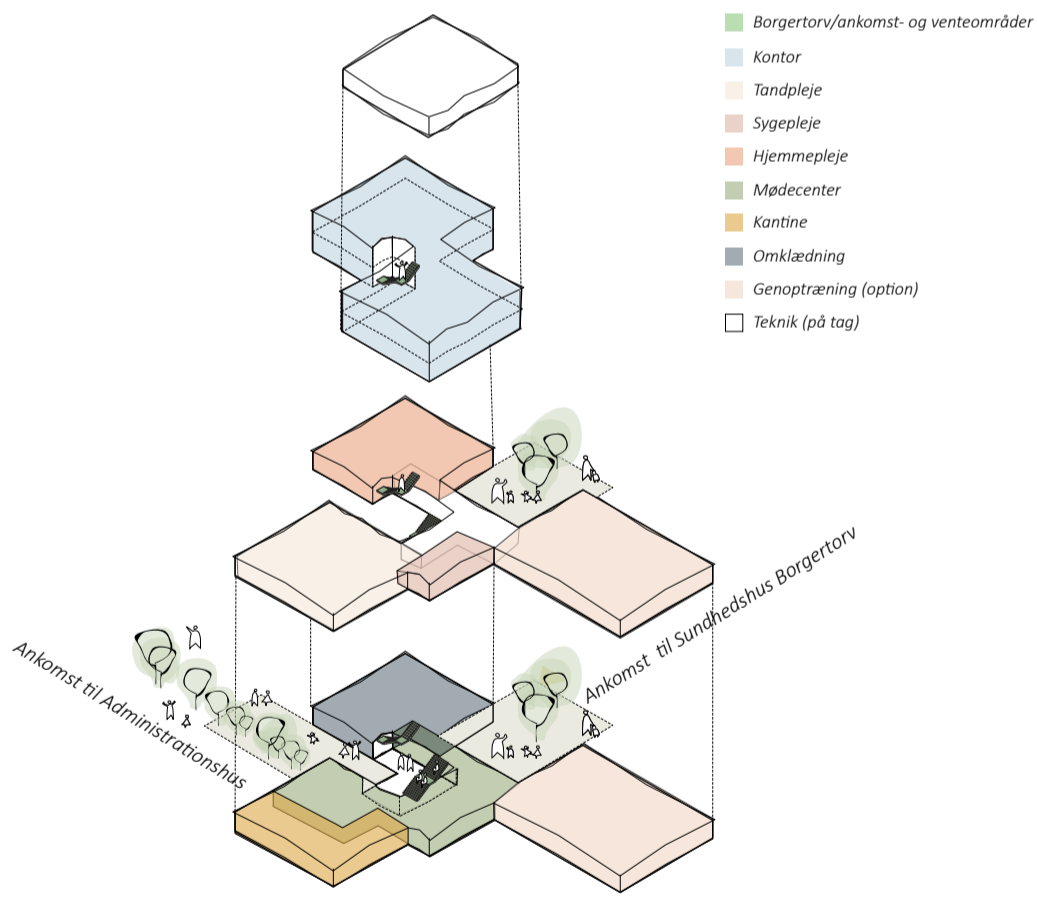 Borgertorv/ankomst- og venteområder
Kontor
Tandpleje
Sygepleje
Hjemmepleje
Mødecenter
Kantine
Omklædning
Genoptræning (option)
Teknik (på tag)
Ankomst til Sundhedshus Borgertorv
Ankomst til Administrationshus